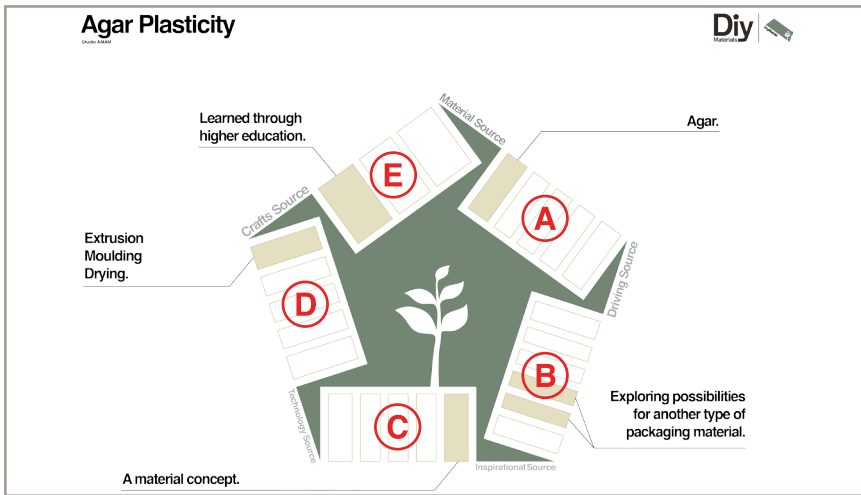 Agar Plasticity
Studio AMAM
Diy
Materials
Material Source
Learned through
higher education.
Agar.
E
A
Crafts Source
Extrusion
Moulding
Drying.
Driving Source
D
B
Exploring possibilities
for another type of
packaging material.
C
Technology Source
Inspirational Source
A material concept.